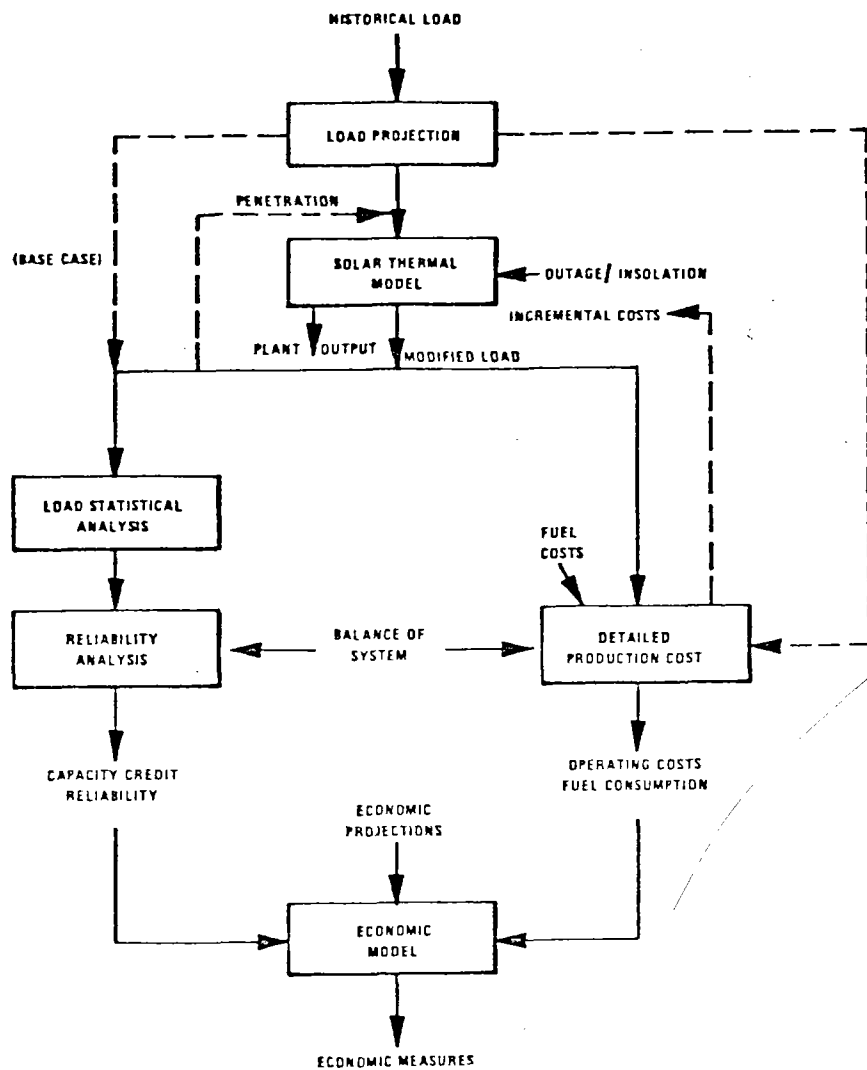 HISTORICAL LOAD
LOAD PROJECTION
PENETRATION
(BASE CASE)
SOLAR THERMAL
MODEL
OUTAGE/ INSOLATION
INCREMENTAL COSTS
PLANT OUTPUT
MODIFIED LOAD
LOAD STATISTICAL
ANALYSIS
FUEL
COSTS
RELIABILITY
ANALYSIS
BALANCE OF
SYSTEM
DETAILED
PRODUCTION COST
CAPACITY CREDIT
RELIABILITY
OPERATING COSTS
FUEL CONSUMPTION
ECONOMIC
PROJECTIONS
ECONOMIC
MODEL
ECONOMIC MEASURES